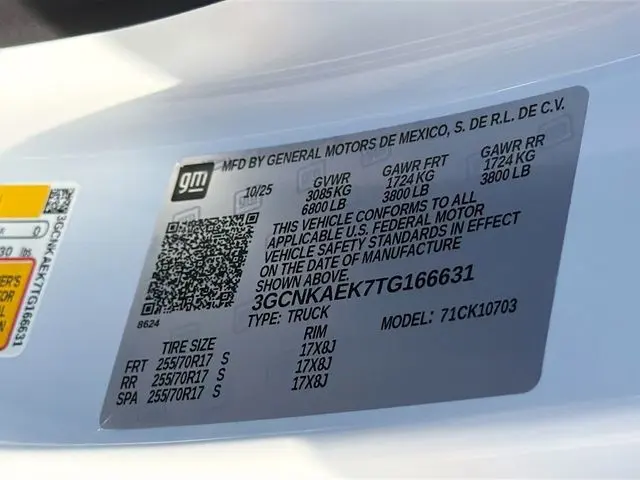 gm
MFD BY GENERAL MOTORS DE MEXICO, S. DE R.L. DE C.V.
10/25 GVWR GAWR FRT GAWR RR
3085 KG 1724 KG 1724 KG
6800 LB 3800 LB 3800 LB
THIS VEHICLE CONFORMS TO ALL
APPLICABLE U.S. FEDERAL MOTOR
VEHICLE SAFETY STANDARDS IN EFFECT
ON THE DATE OF MANUFACTURE
SHOWN ABOVE.
3GCNKAEK7TG166631
8624
TYPE: TRUCK MODEL: 71CK10703
TIRE SIZE RIM
FRT 255/70R17 S 17X8J
RR 255/70R17 S 17X8J
SPA 255/70R17 S 17X8J
3GCNKAEK7TG166631
0
lbs